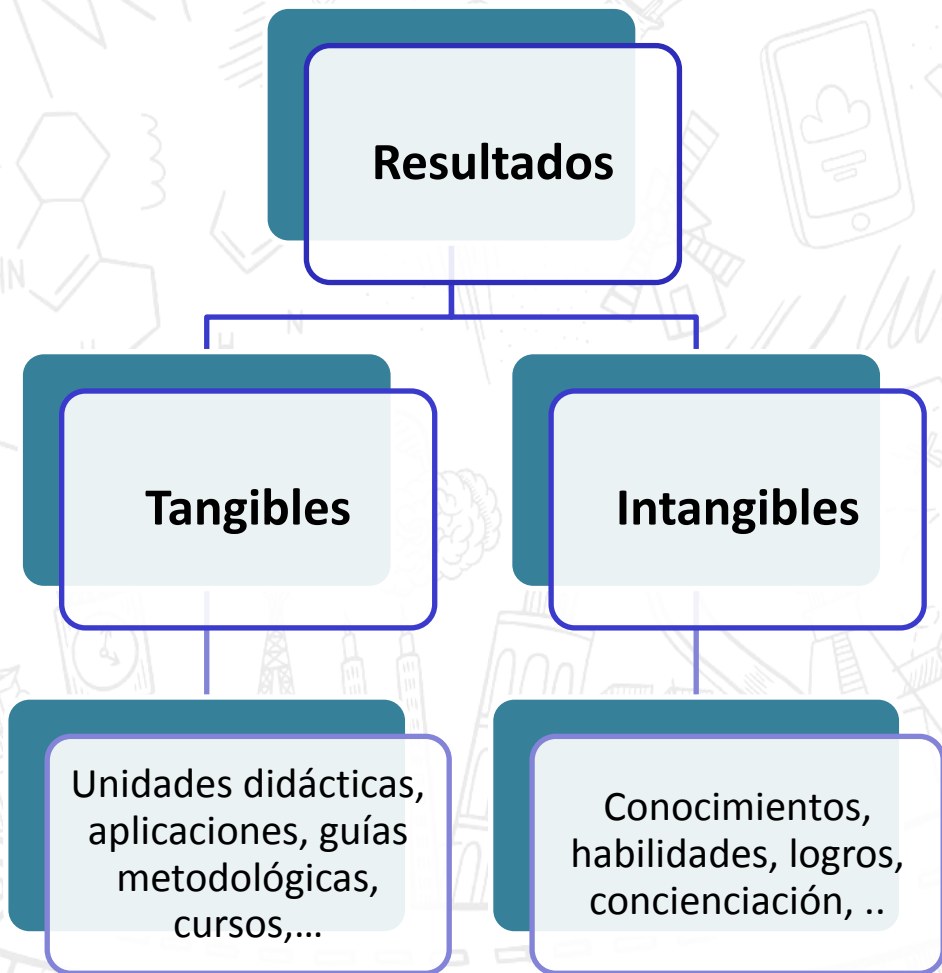 Resultados
Tangibles
Intangibles
Unidades didácticas,
aplicaciones, guías
metodológicas,
cursos,...
Conocimientos,
habilidades, logros,
concienciación, ..
N
H
N
H